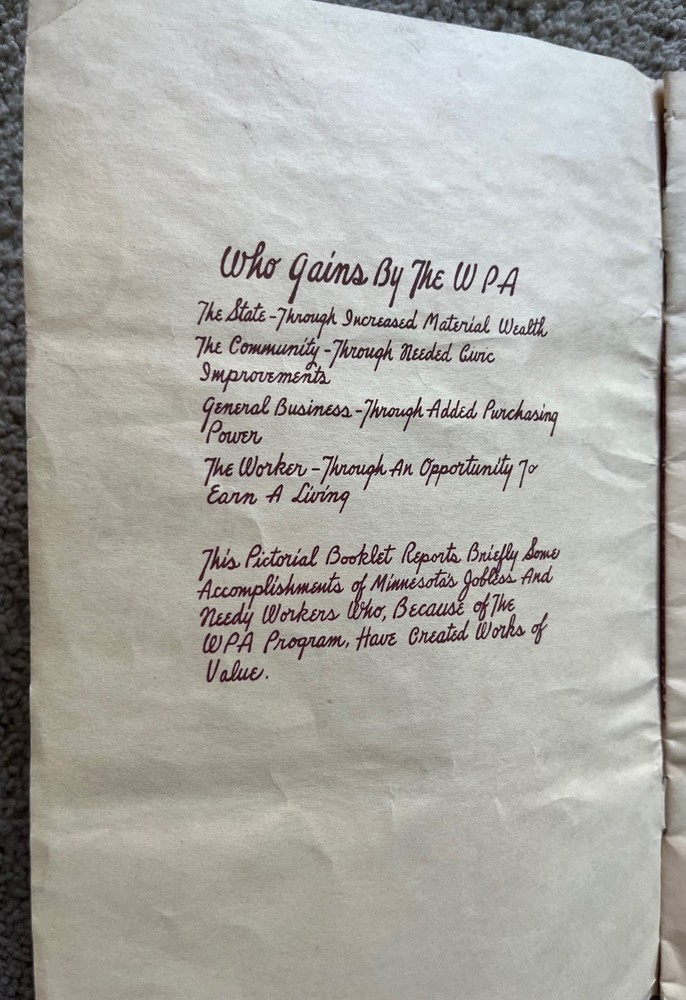 Who Gains By The WPA
The State-Through Increased Material Wealth
The Community-Through Needed Civic
Improvements
General Business-Through Added Purchasing
Power
The Worker-Through An Opportunity To
Earn A Living
This Pictorial Booklet Reports Briefly Some
Accomplishments of Minnesota's Jobless And
Needy Workers Who, Because of The
WPA Program, Have Created Works of
Value.